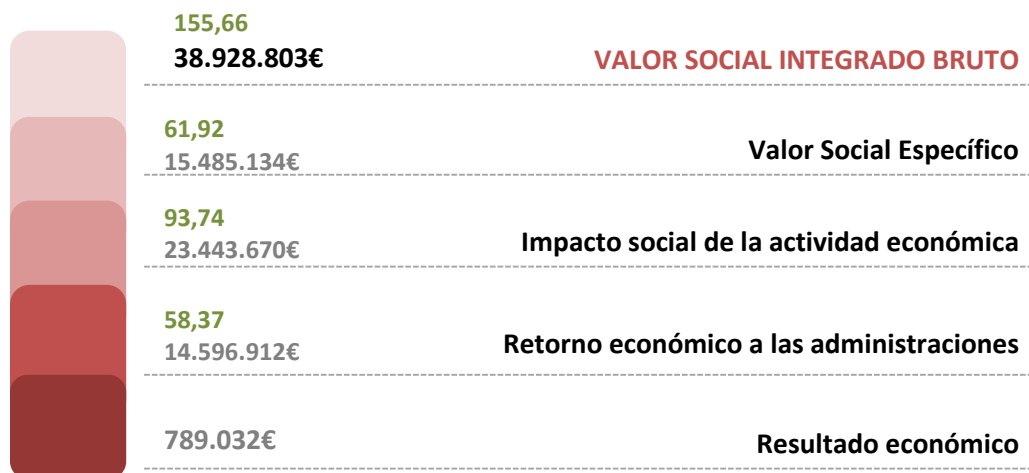 155,66
38.928.803€
VALOR SOCIAL INTEGRADO BRUTO
61,92
15.485.134€
Valor Social Específico
93,74
23.443.670€
Impacto social de la actividad económica
58,37
14.596.912€
Retorno económico a las administraciones
789.032€
Resultado económico